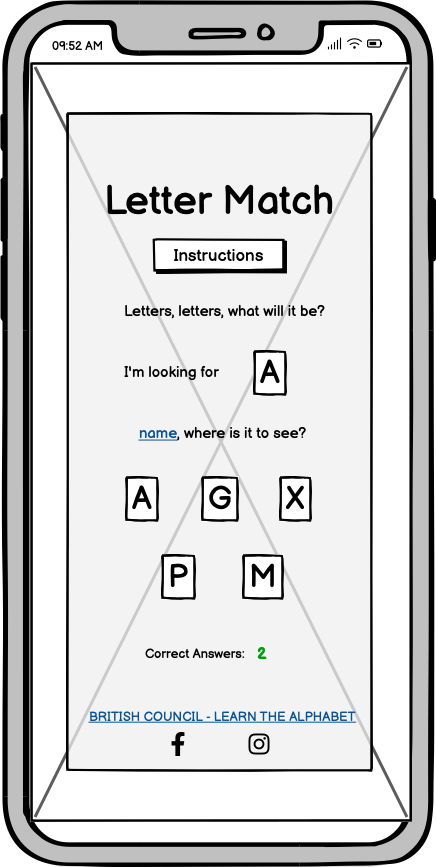 09:52 AM
Letter Match
Instructions
Letters, letters, what will it be?
I'm looking for A
name, where is it to see?
A G X
P M
Correct Answers: 2
BRITISH COUNCIL - LEARN THE ALPHABET